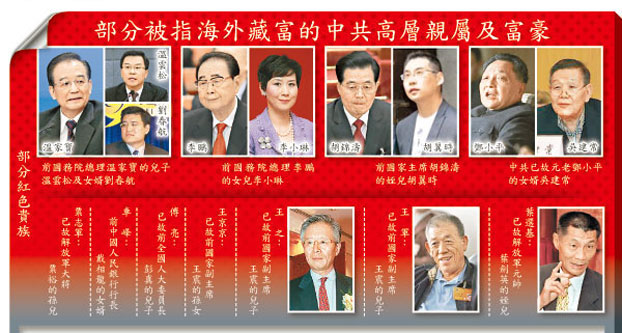 部分被指海外藏富的中共高層親屬及富豪
溫家寶
溫雲松
劉春航
李鵬
李小琳
胡錦濤
胡翼時
鄧小平
吳建常
前國務院總理溫家寶的兒子
溫雲松及女婿劉春航
前國務院總理李鵬
的女兒李小琳
前國家主席胡錦濤
的姪兒胡翼時
中共已故元老鄧小平
的女婿吳建常
部分紅色貴族
葉選基：
已故解放軍元帥
葉劍英的姪兒
王軍：
已故前國家副主席
王震的兒子
王之：
已故前國家副主席
王震的兒子
王京京：
已故前國家副主席
王震的孫女
傅亮：
已故前全國人大委員長
彭真的兒子
車峰：
前中國人民銀行行長
戴相龍的女婿
志軍：
已故解放軍大將
的孫兒